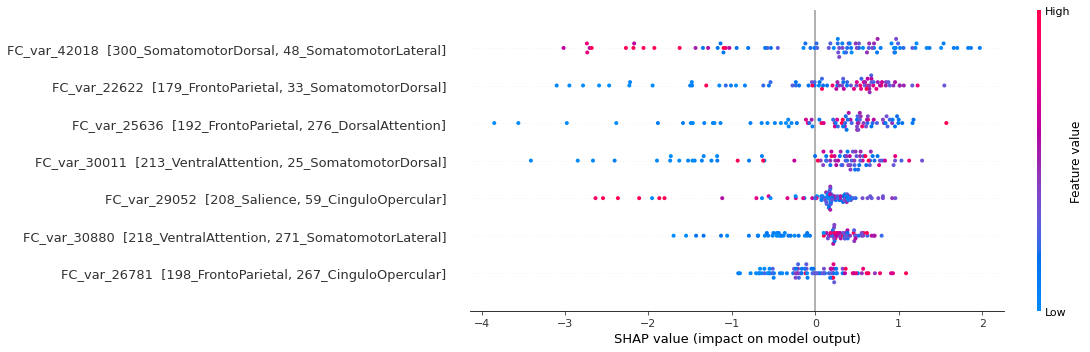 High
FC_var_42018 [300_SomatomotorDorsal, 48_SomatomotorLateral]
FC_var_22622 [179_FrontoParietal, 33_SomatomotorDorsal]
FC_var_25636 [192_FrontoParietal, 276_DorsalAttention]
FC_var_30011 [213_VentralAttention, 25_SomatomotorDorsal]
FC_var_29052 [208_Salience, 59_CinguloOpercular]
FC_var_30880 [218_VentralAttention, 271_SomatomotorLateral]
FC_var_26781 [198_FrontoParietal, 267_CinguloOpercular]
Feature value
Low
−4 −3 −2 −1 0 1 2
SHAP value (impact on model output)